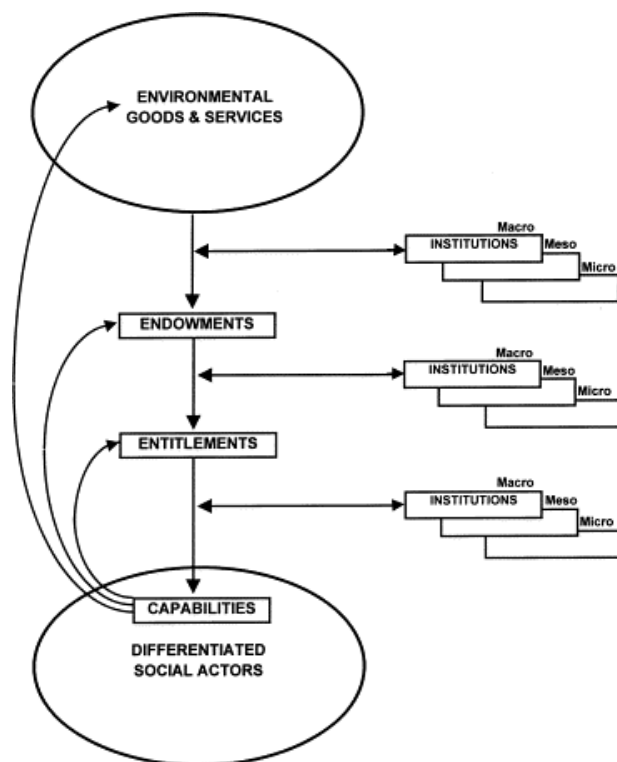 ENVIRONMENTAL
GOODS & SERVICES
Macro
INSTITUTIONS
Meso
Micro
ENDOWMENTS
Macro
INSTITUTIONS
Meso
Micro
ENTITLEMENTS
Macro
INSTITUTIONS
Meso
Micro
CAPABILITIES
DIFFERENTIATED
SOCIAL ACTORS